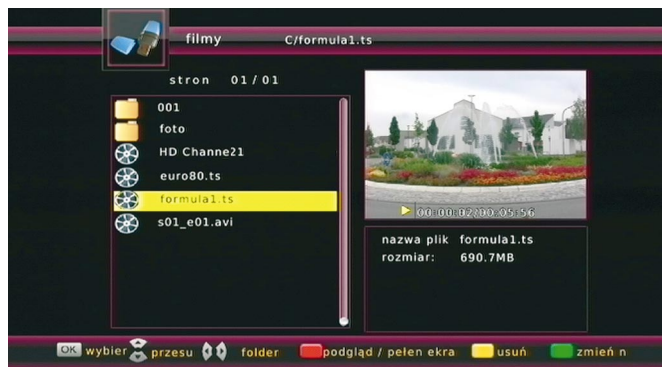 filmy C/formula1.ts
stron 01/01
001
foto
HD Channe21
euro80.ts
formula1.ts
s01_e01.avi
00:00:02/00:05:56
nazwa plik formula1.ts
rozmiar: 690.7MB
OK wybier przesu folder podgląd / pełen ekra usuń zmień n